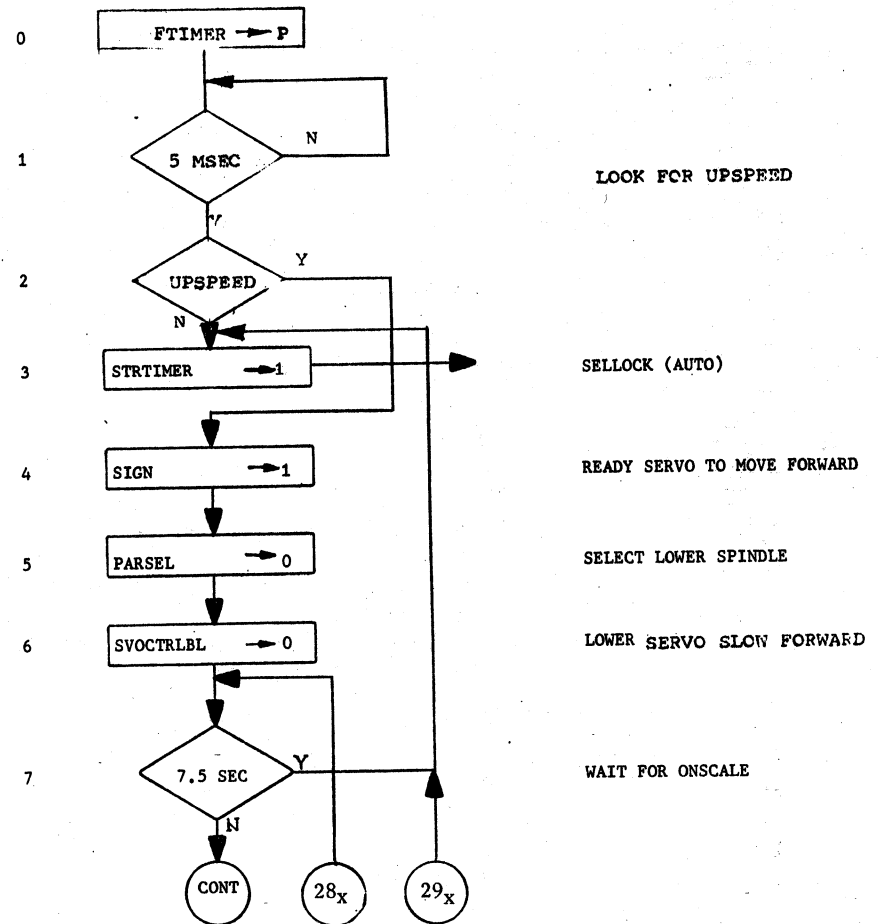 0 FTIMER → P
N
1 5 MSEC LOOK FOR UPSPEED
Y
Y
2 UPSPEED
N
3 STRTIMER → 1 SELLOCK (AUTO)
4 SIGN → 1 READY SERVO TO MOVE FORWARD
5 PARSEL → 0 SELECT LOWER SPINDLE
6 SVOCTRLBL → 0 LOWER SERVO SLOW FORWARD
Y
7 7.5 SEC WAIT FOR ONSCALE
N
CONT 28X 29X